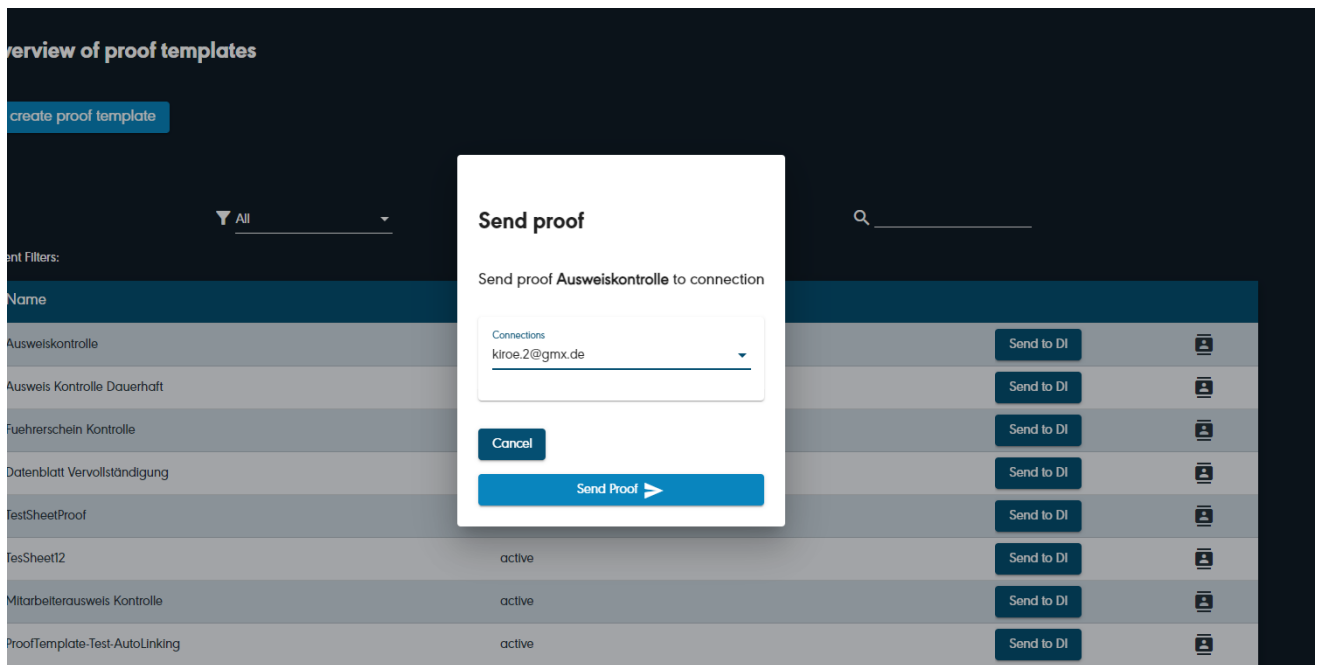 verview of proof templates
create proof template
All
ent Filters:
Name
Send proof
Send proof Ausweiskontrolle to connection
Connections
kiroe.2@gmx.de
Cancel
Send Proof
Ausweiskontrolle Send to DI
Ausweis Kontrolle Dauerhaft Send to DI
Fuehrerschein Kontrolle Send to DI
Datenblatt Vervollständigung Send to DI
TestSheetProof Send to DI
TesSheet12 active Send to DI
Mitarbeiterausweis Kontrolle active Send to DI
ProofTemplate-Test-AutoLinking active Send to DI